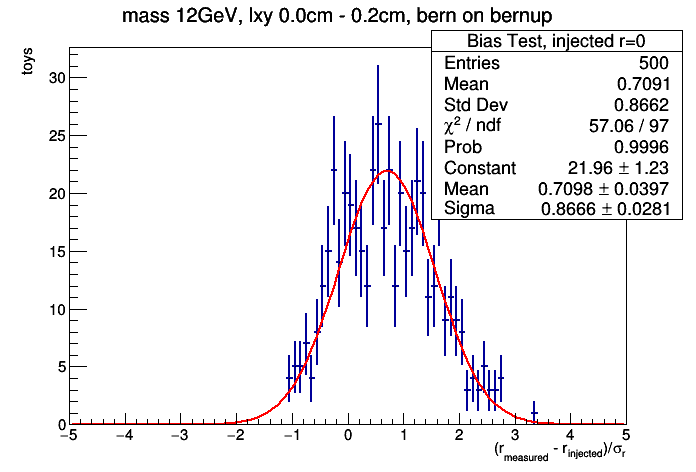 mass 12GeV, lxy 0.0cm - 0.2cm, bern on bernup
toys
Bias Test, injected r=0
Entries 500
Mean 0.7091
Std Dev 0.8662
χ² / ndf 57.06 / 97
Prob 0.9996
Constant 21.96 ± 1.23
Mean 0.7098 ± 0.0397
Sigma 0.8666 ± 0.0281
30
25
20
15
10
5
0
−5 −4 −3 −2 −1 0 1 2 3 4 5
(r_measured - r_injected)/σ_r